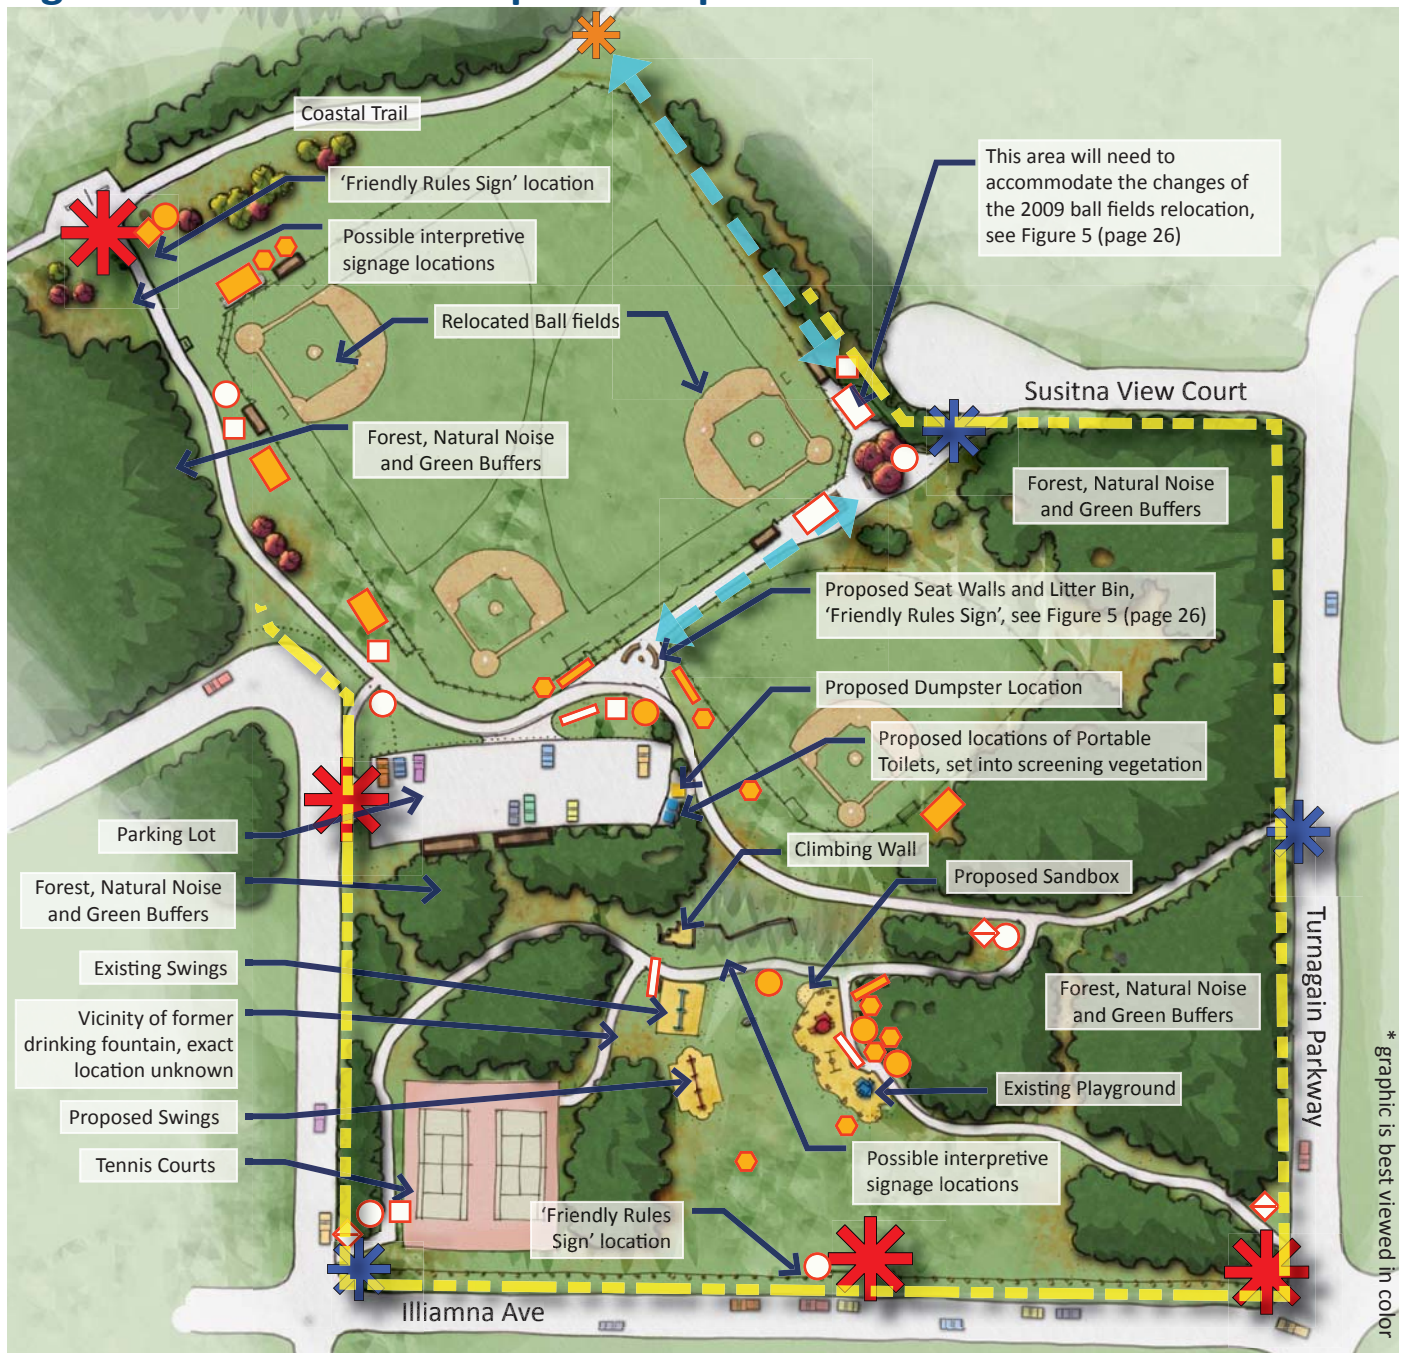 Coastal Trail
'Friendly Rules Sign' location
Possible interpretive
signage locations
This area will need to
accommodate the changes of
the 2009 ball fields relocation,
see Figure 5 (page 26)
Relocated Ball fields
Susitna View Court
Forest, Natural Noise
and Green Buffers
Forest, Natural Noise
and Green Buffers
Proposed Seat Walls and Litter Bin,
'Friendly Rules Sign', see Figure 5 (page 26)
Proposed Dumpster Location
Proposed locations of Portable
Toilets, set into screening vegetation
Parking Lot
Climbing Wall
Proposed Sandbox
Forest, Natural Noise
and Green Buffers
Existing Swings
Vicinity of former
drinking fountain, exact
location unknown
Forest, Natural Noise
and Green Buffers
Turnagain Parkway
Existing Playground
Proposed Swings
Tennis Courts
Possible interpretive
signage locations
'Friendly Rules
Sign' location
Illiamna Ave
* graphic is best viewed in color